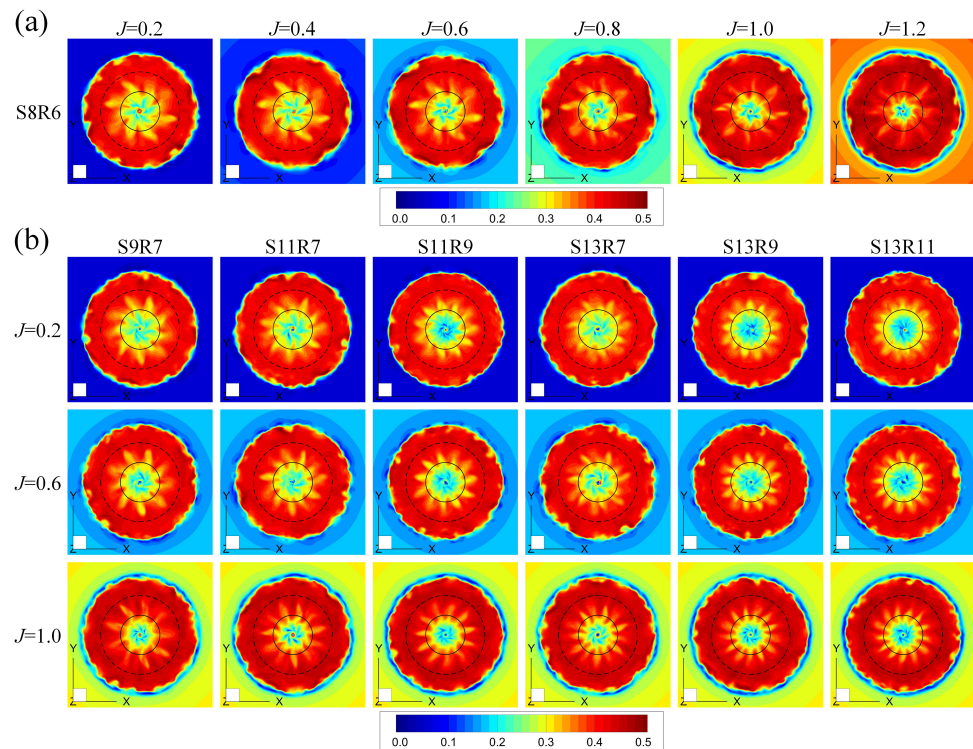 (a)
J=0.2 J=0.4 J=0.6 J=0.8 J=1.0 J=1.2
S8R6
Y Y Y Y Y Y
Z X Z X Z X Z X Z X Z X
0.0 0.1 0.2 0.3 0.4 0.5
(b)
S9R7 S11R7 S11R9 S13R7 S13R9 S13R11
J=0.2
Y Y Y Y Y Y
Z X Z X Z X Z X Z X Z X
J=0.6
Y Y Y Y Y Y
Z X Z X Z X Z X Z X Z X
J=1.0
Y Y Y Y Y Y
Z X Z X Z X Z X Z X Z X
0.0 0.1 0.2 0.3 0.4 0.5